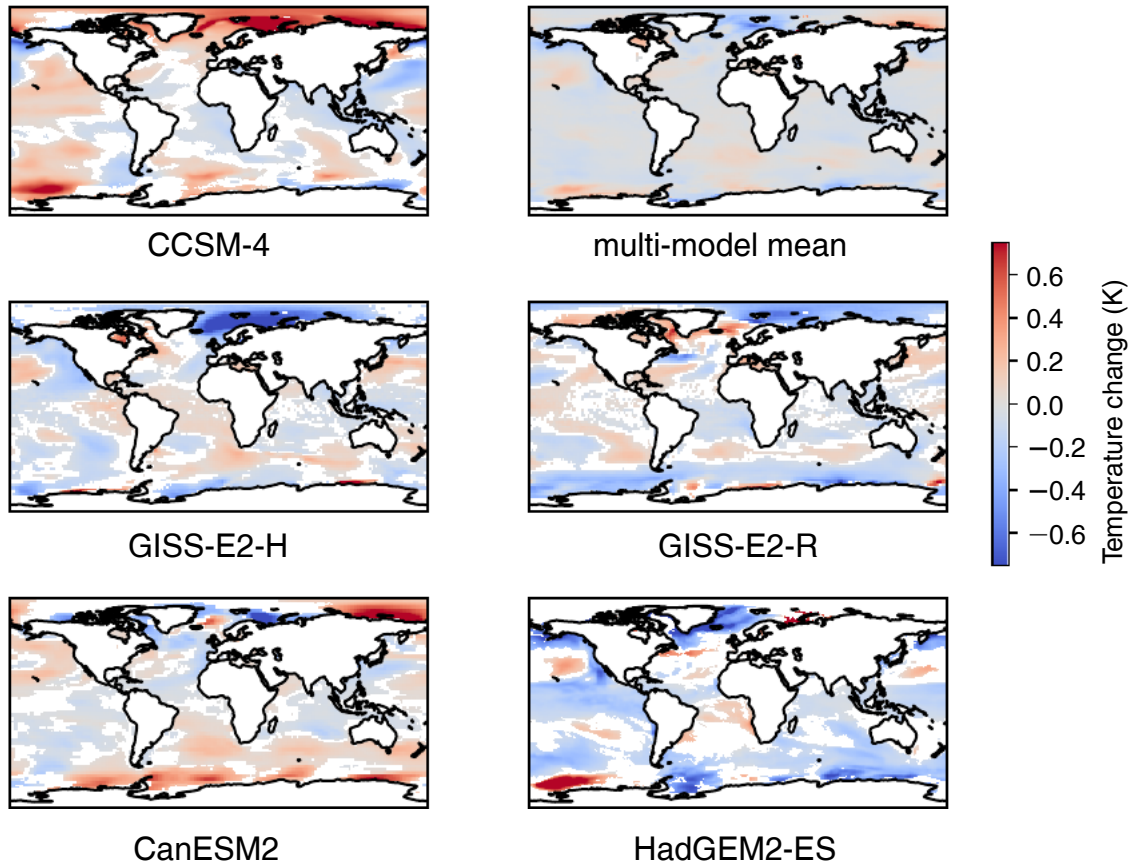 CCSM-4
multi-model mean
GISS-E2-H
GISS-E2-R
CanESM2
HadGEM2-ES
0.6
0.4
0.2
0.0
−0.2
−0.4
−0.6
Temperature change (K)